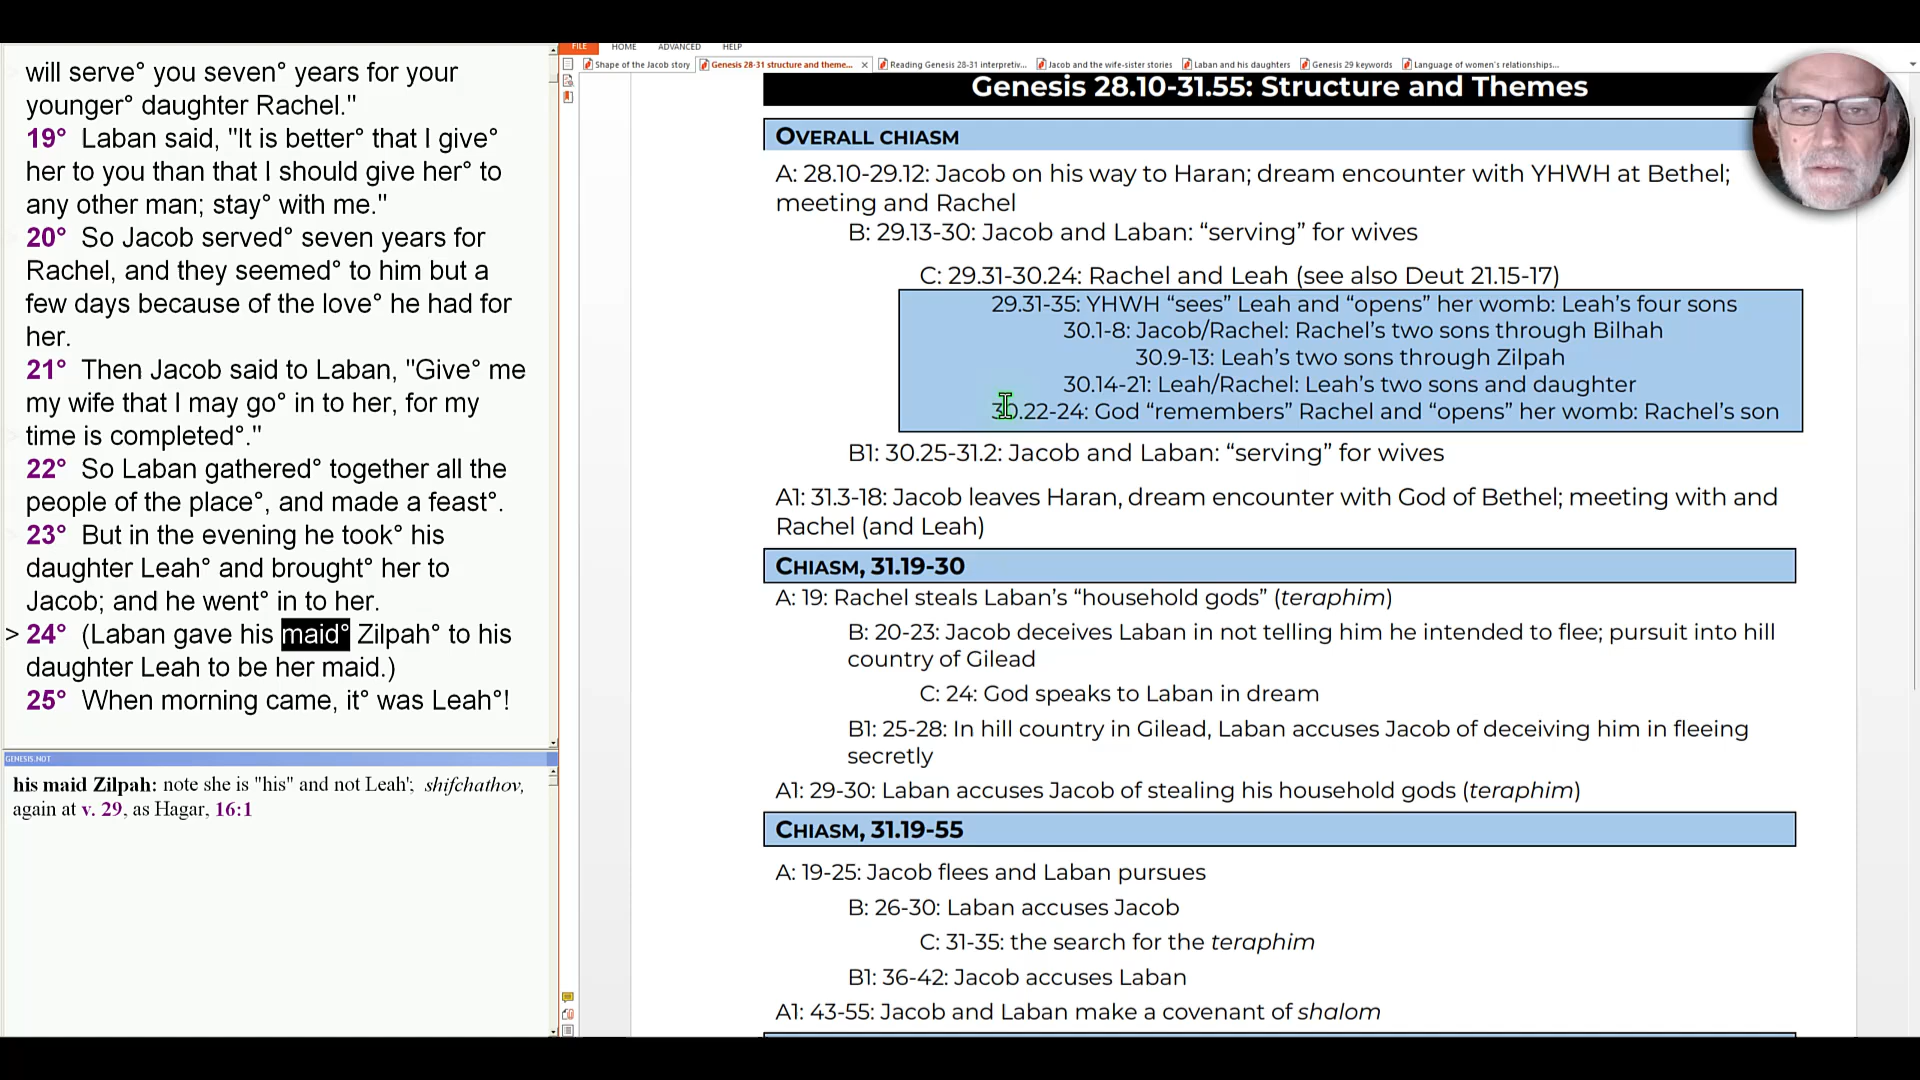 will serve° you seven° years for your
younger° daughter Rachel."
19° Laban said, "It is better° that I give°
her to you than that I should give her° to
any other man; stay° with me."
20° So Jacob served° seven years for
Rachel, and they seemed° to him but a
few days because of the love° he had for
her.
21° Then Jacob said to Laban, "Give° me
my wife that I may go° in to her, for my
time is completed°."
22° So Laban gathered° together all the
people of the place°, and made a feast°.
23° But in the evening he took° his
daughter Leah° and brought° her to
Jacob; and he went° in to her.
> 24° (Laban gave his maid° Zilpah° to his
daughter Leah to be her maid.)
25° When morning came, it° was Leah°!
GENESIS.NOT
his maid Zilpah: note she is "his" and not Leah'; shifchathov,
again at v. 29, as Hagar, 16:1
FILE HOME ADVANCED HELP
Shape of the Jacob story Genesis 28-31 structure and theme... × Reading Genesis 28-31 interpretiv... Jacob and the wife-sister stories Laban and his daughters Genesis 29 keywords Language of women's relationships...
Genesis 28.10-31.55: Structure and Themes
OVERALL CHIASM
A: 28.10-29.12: Jacob on his way to Haran; dream encounter with YHWH at Bethel;
meeting and Rachel
B: 29.13-30: Jacob and Laban: “serving” for wives
C: 29.31-30.24: Rachel and Leah (see also Deut 21.15-17)
29.31-35: YHWH “sees” Leah and “opens” her womb: Leah’s four sons
30.1-8: Jacob/Rachel: Rachel’s two sons through Bilhah
30.9-13: Leah’s two sons through Zilpah
30.14-21: Leah/Rachel: Leah’s two sons and daughter
30.22-24: God “remembers” Rachel and “opens” her womb: Rachel’s son
B1: 30.25-31.2: Jacob and Laban: “serving” for wives
A1: 31.3-18: Jacob leaves Haran, dream encounter with God of Bethel; meeting with and
Rachel (and Leah)
CHIASM, 31.19-30
A: 19: Rachel steals Laban’s “household gods” (teraphim)
B: 20-23: Jacob deceives Laban in not telling him he intended to flee; pursuit into hill
country of Gilead
C: 24: God speaks to Laban in dream
B1: 25-28: In hill country in Gilead, Laban accuses Jacob of deceiving him in fleeing
secretly
A1: 29-30: Laban accuses Jacob of stealing his household gods (teraphim)
CHIASM, 31.19-55
A: 19-25: Jacob flees and Laban pursues
B: 26-30: Laban accuses Jacob
C: 31-35: the search for the teraphim
B1: 36-42: Jacob accuses Laban
A1: 43-55: Jacob and Laban make a covenant of shalom